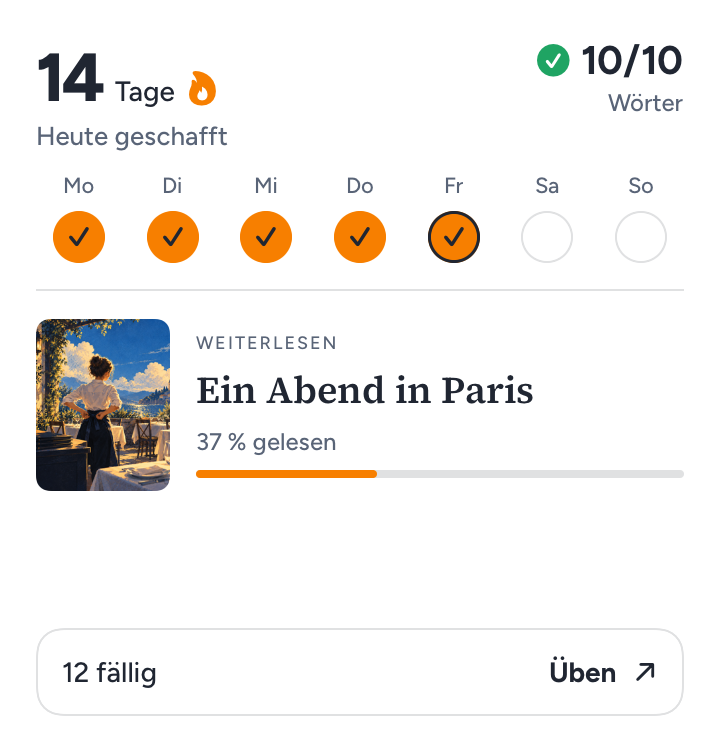 14 Tage
Heute geschafft
10/10
Wörter
Mo Di Mi Do Fr Sa So
WEITERLESEN
Ein Abend in Paris
37 % gelesen
12 fällig
Üben